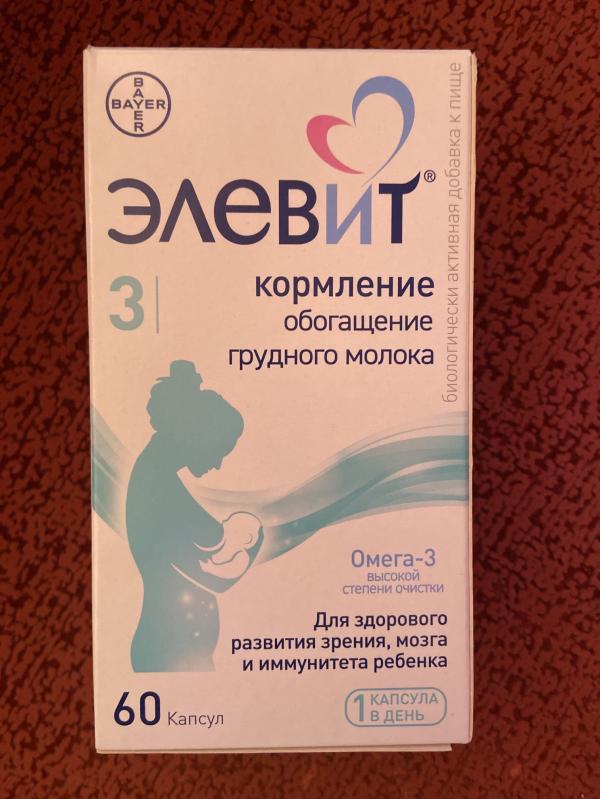 BAYER
BAYER
ЭЛЕВИТ®
3
кормление
обогащение
грудного молока
биологически активная добавка к пище
Омега-3
ВЫСОКОЙ
СТЕПЕНИ ОЧИСТКИ
Для здорового
развития зрения, мозга
и иммунитета ребенка
60 Капсул
1 КАПСУЛА
В ДЕНЬ